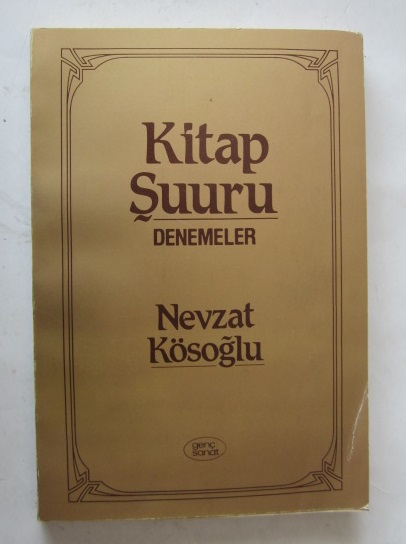 Kitap
Şuuru
DENEMELER
Nevzat
Kösoğlu
genç
sanat